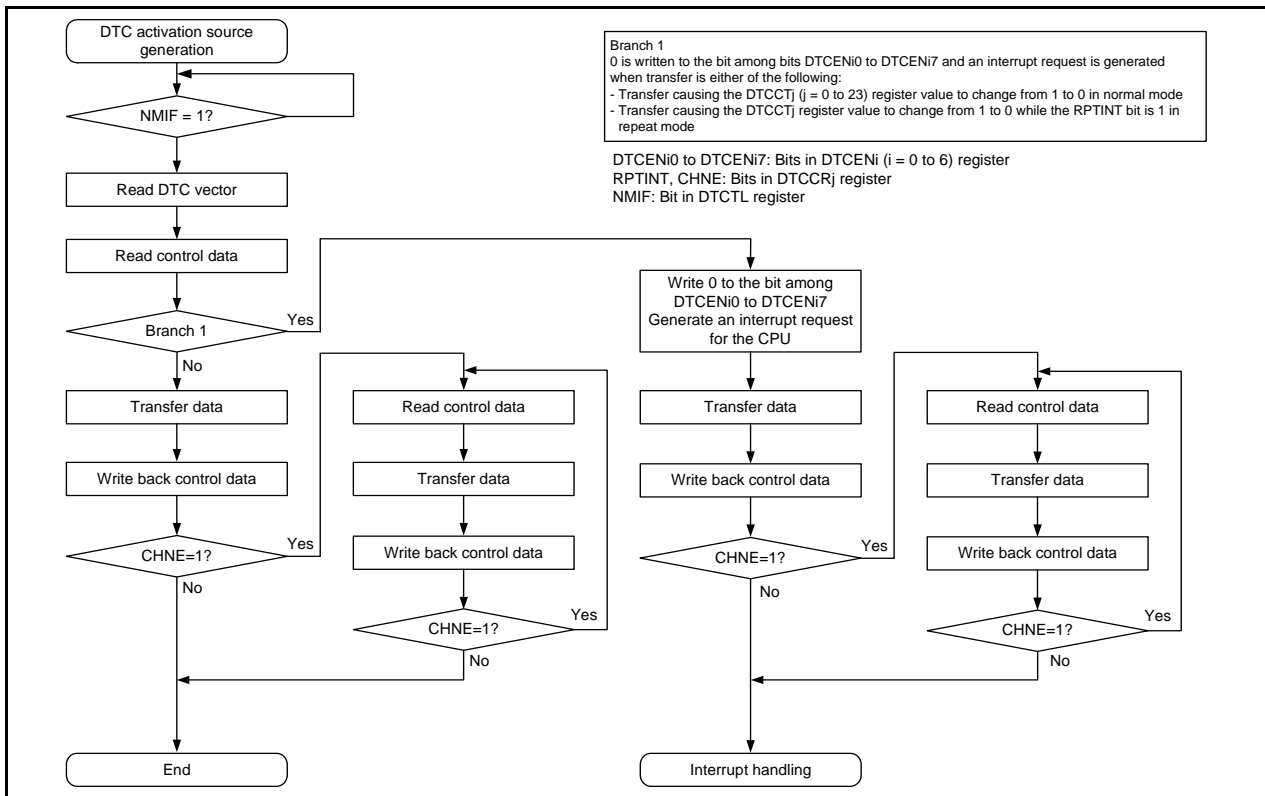 DTC activation source
generation
NMIF = 1?
Read DTC vector
Read control data
Branch 1
Yes
No
Transfer data
Write back control data
CHNE=1?
Yes
No
End
Read control data
Transfer data
Write back control data
CHNE=1?
Yes
No
Branch 1
0 is written to the bit among bits DTCENi0 to DTCENi7 and an interrupt request is generated
when transfer is either of the following:
- Transfer causing the DTCCTj (j = 0 to 23) register value to change from 1 to 0 in normal mode
- Transfer causing the DTCCTj register value to change from 1 to 0 while the RPTINT bit is 1 in
repeat mode
DTCENi0 to DTCENi7: Bits in DTCENi (i = 0 to 6) register
RPTINT, CHNE: Bits in DTCCRj register
NMIF: Bit in DTCTL register
Write 0 to the bit among
DTCENi0 to DTCENi7
Generate an interrupt request
for the CPU
Transfer data
Write back control data
CHNE=1?
Yes
No
Interrupt handling
Read control data
Transfer data
Write back control data
CHNE=1?
Yes
No